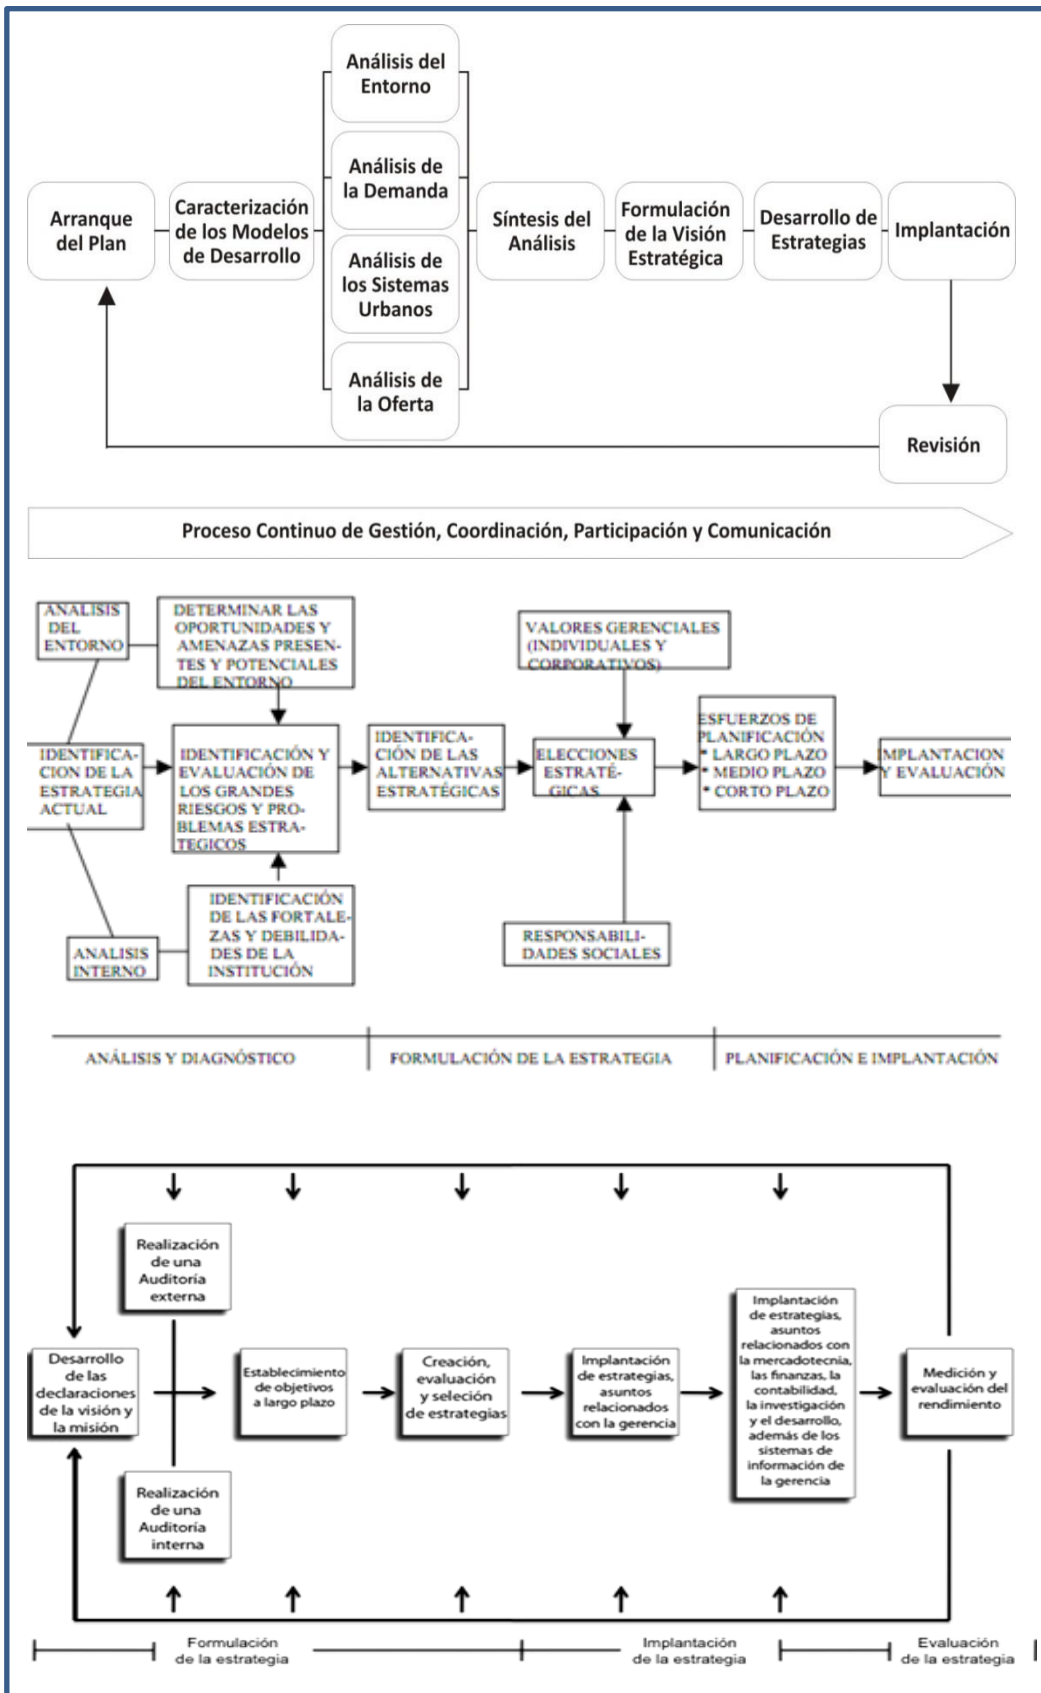 Análisis del
Entorno
Análisis de
la Demanda
Arranque
del Plan
Caracterización
de los Modelos
de Desarrollo
Análisis de
los Sistemas
Urbanos
Análisis de
la Oferta
Síntesis del
Análisis
Formulación
de la Visión
Estratégica
Desarrollo de
Estrategias
Implantación
Revisión
Proceso Continuo de Gestión, Coordinación, Participación y Comunicación
ANALISIS
DEL
ENTORNO
DETERMINAR LAS
OPORTUNIDADES Y
AMENAZAS PRESEN-
TES Y POTENCIALES
DEL ENTORNO
VALORES GERENCIALES
(INDIVIDUALES Y
CORPORATIVOS)
IDENTIFICA-
CION DE LA
ESTRATEGIA
ACTUAL
IDENTIFICACIÓN Y
EVALUACIÓN DE
LOS GRANDES
RIESGOS Y PRO-
BLEMAS ESTRA-
TEGICOS
IDENTIFICA-
CIÓN DE LAS
ALTERNATIVAS
ESTRATÉGICAS
ELECCIONES
ESTRATÉ-
GICAS
ESFUERZOS DE
PLANIFICACIÓN
* LARGO PLAZO
* MEDIO PLAZO
* CORTO PLAZO
IMPLANTACION
Y EVALUACIÓN
ANALISIS
INTERNO
IDENTIFICACIÓN
DE LAS FORTALE-
ZAS Y DEBILIDA-
DES DE LA
INSTITUCIÓN
RESPONSABILI-
DADES SOCIALES
ANÁLISIS Y DIAGNÓSTICO
FORMULACIÓN DE LA ESTRATEGIA
PLANIFICACIÓN E IMPLANTACIÓN
Realización
de una
Auditoría
externa
Desarrollo
de las
declaraciones
de la visión y
la misión
Realización
de una
Auditoría
interna
Establecimiento
de objetivos
a largo plazo
Creación,
evaluación
y seleción
de estrategias
Implantación
de estrategias,
asuntos
relacionados
con la gerencia
Implantación
de estrategias,
asuntos
relacionados con
la mercadotecnia,
las finanzas, la
contabilidad,
la investigación
y el desarrollo,
además de los
sistemas de
información de
la gerencia
Medición y
evaluación del
rendimiento
Formulación
de la estrategia
Implantación
de la estrategia
Evaluación
de la estrategia